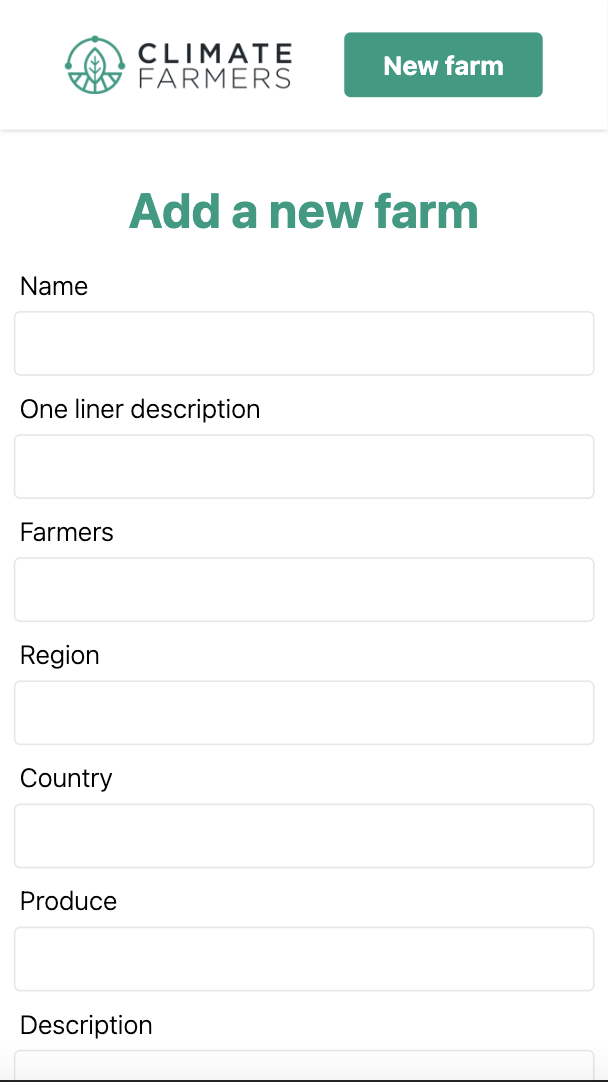 CLIMATE
FARMERS
New farm
Add a new farm
Name
One liner description
Farmers
Region
Country
Produce
Description